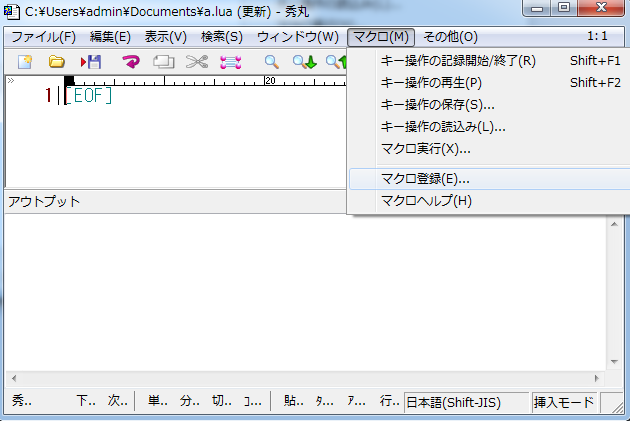 C:¥Users¥admin¥Documents¥a.lua (更新) - 秀丸
ファイル(F) 編集(E) 表示(V) 検索(S) ウィンドウ(W) マクロ(M) その他(O) 1: 1
キー操作の記録開始/終了(R) Shift+F1
キー操作の再生(P) Shift+F2
キー操作の保存(S)...
キー操作の読込み(L)...
マクロ実行(X)...
マクロ登録(E)...
マクロヘルプ(H)
20
1 [EOF]
アウトプット
秀.. 下.. 次.. 単.. 分.. 切.. コ... 貼.. タ... ア... 行.. 日本語(Shift-JIS) 挿入モード